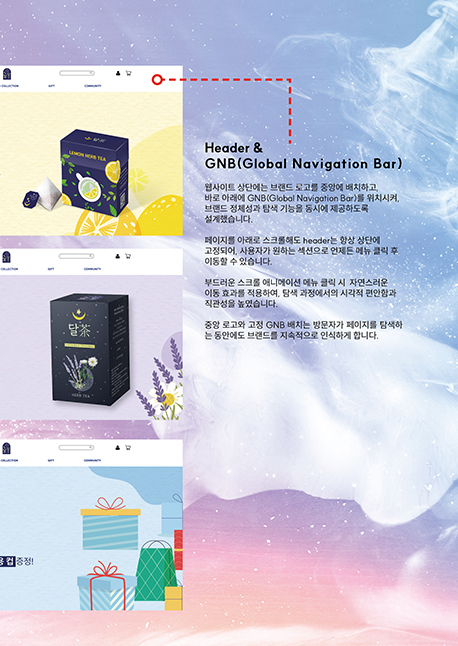 COLLECTION GIFT COMMUNITY
LEMON HERB TEA
COLLECTION GIFT COMMUNITY
달茶
HERB TEA
COLLECTION GIFT COMMUNITY
용 컵 증정!
Header &
GNB(Global Navigation Bar)
웹사이트 상단에는 브랜드 로고를 중앙에 배치하고,
바로 아래에 GNB(Global Navigation Bar)를 위치시켜,
브랜드 정체성과 탐색 기능을 동시에 제공하도록
설계했습니다.
페이지를 아래로 스크롤해도 header는 항상 상단에
고정되어, 사용자가 원하는 섹션으로 언제든 메뉴 클릭 후
이동할 수 있습니다.
부드러운 스크롤 애니메이션 메뉴 클릭 시 자연스러운
이동 효과를 적용하여, 탐색 과정에서의 시각적 편안함과
직관성을 높였습니다.
중앙 로고와 고정 GNB 배치는 방문자가 페이지를 탐색하
는 동안에도 브랜드를 지속적으로 인식하게 합니다.